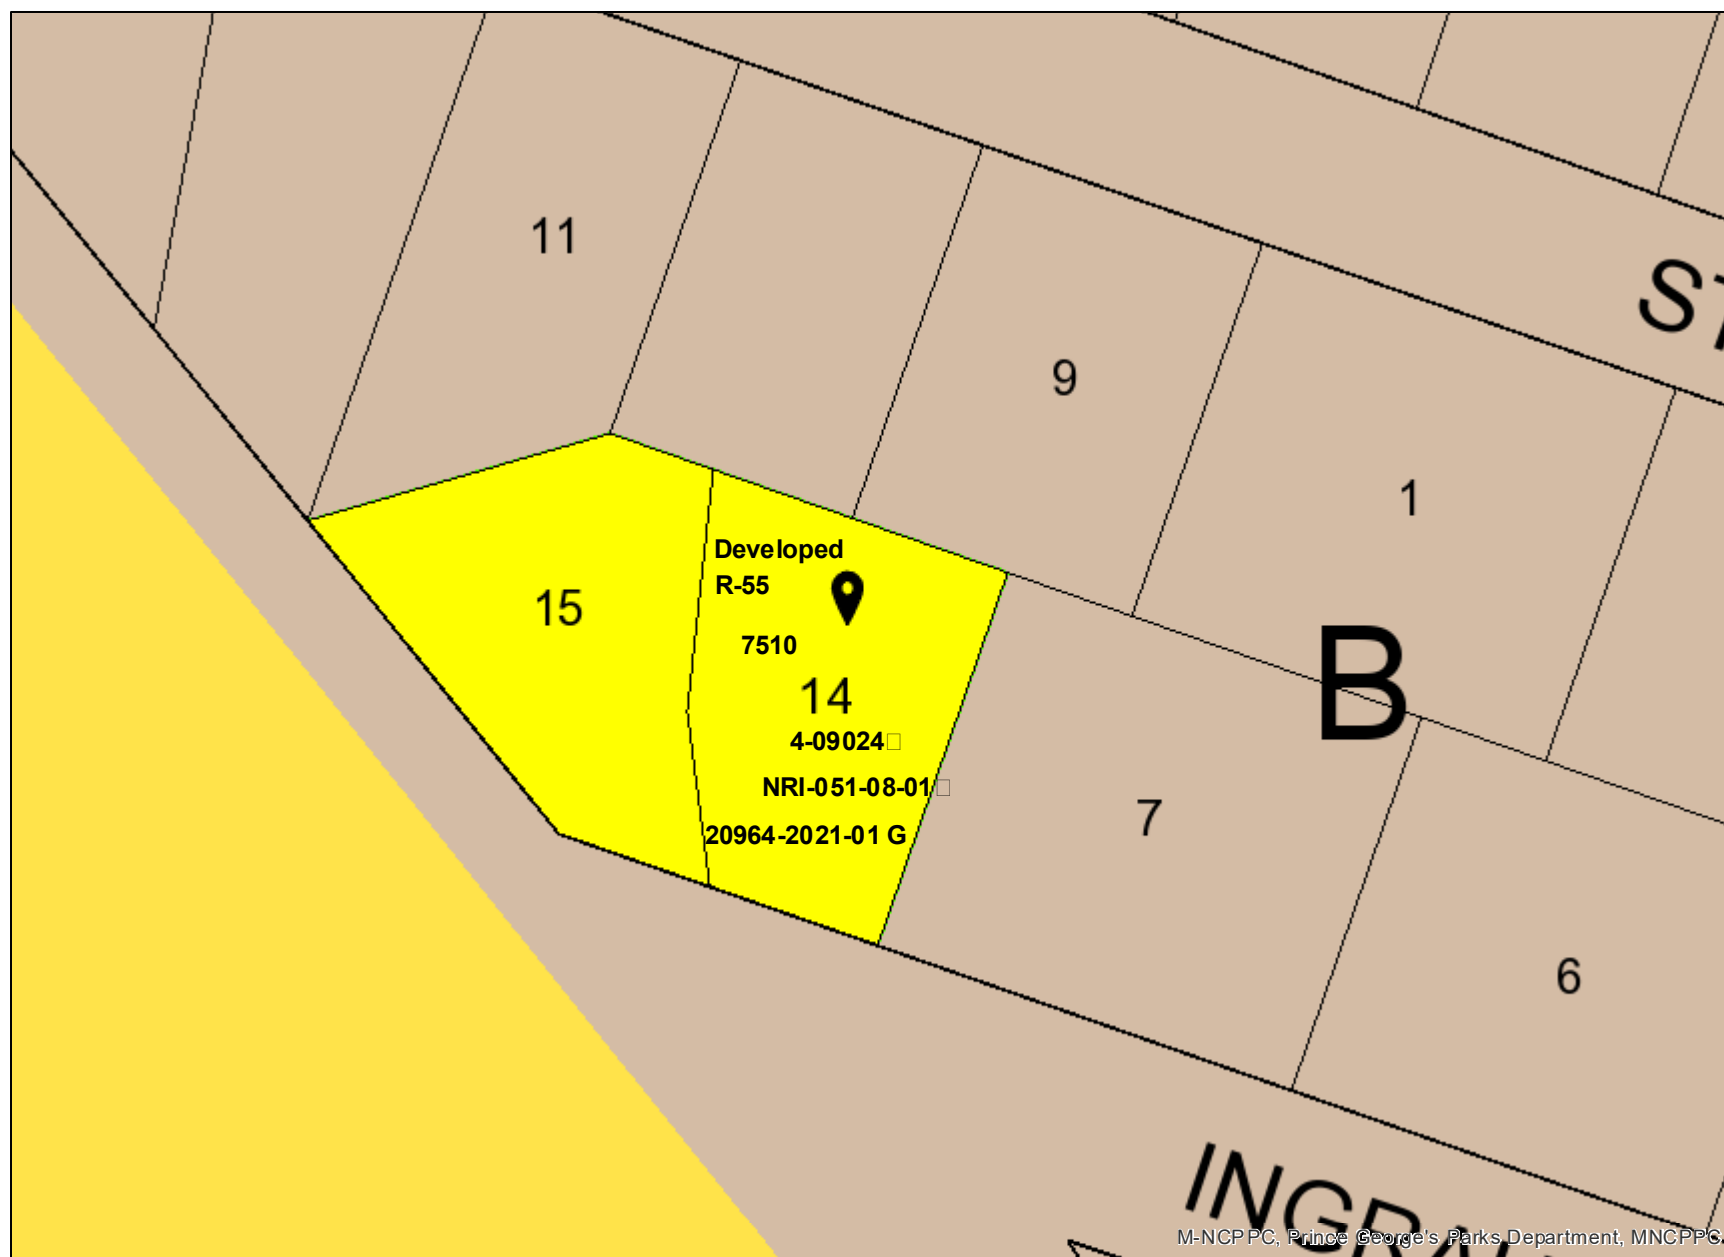 11
ST
9
1
Developed
R-55
15
7510
B
14
4-09024
NRI-051-08-01
7
20964-2021-01 G
6
M-NCPPC, Prince George's Parks Department, MNCPPC